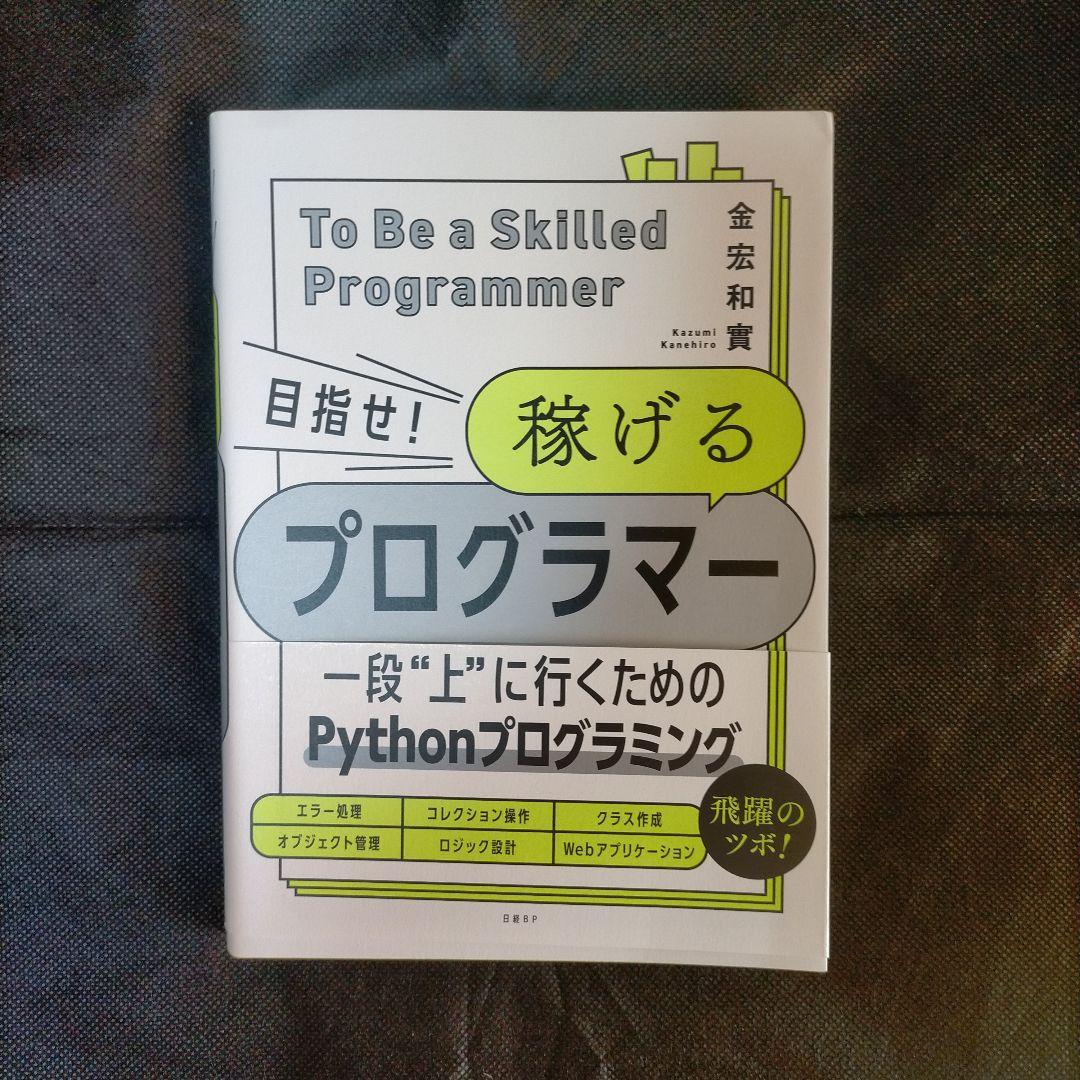 To Be a Skilled
Programmer
金宏和實
Kazumi
Kanehiro
目指せ!
稼げる
プログラマー
一段“上”に行くための
Pythonプログラミング
エラー処理
コレクション操作
クラス作成
オブジェクト管理
ロジック設計
Webアプリケーション
飛躍の
ツボ!
日経BP